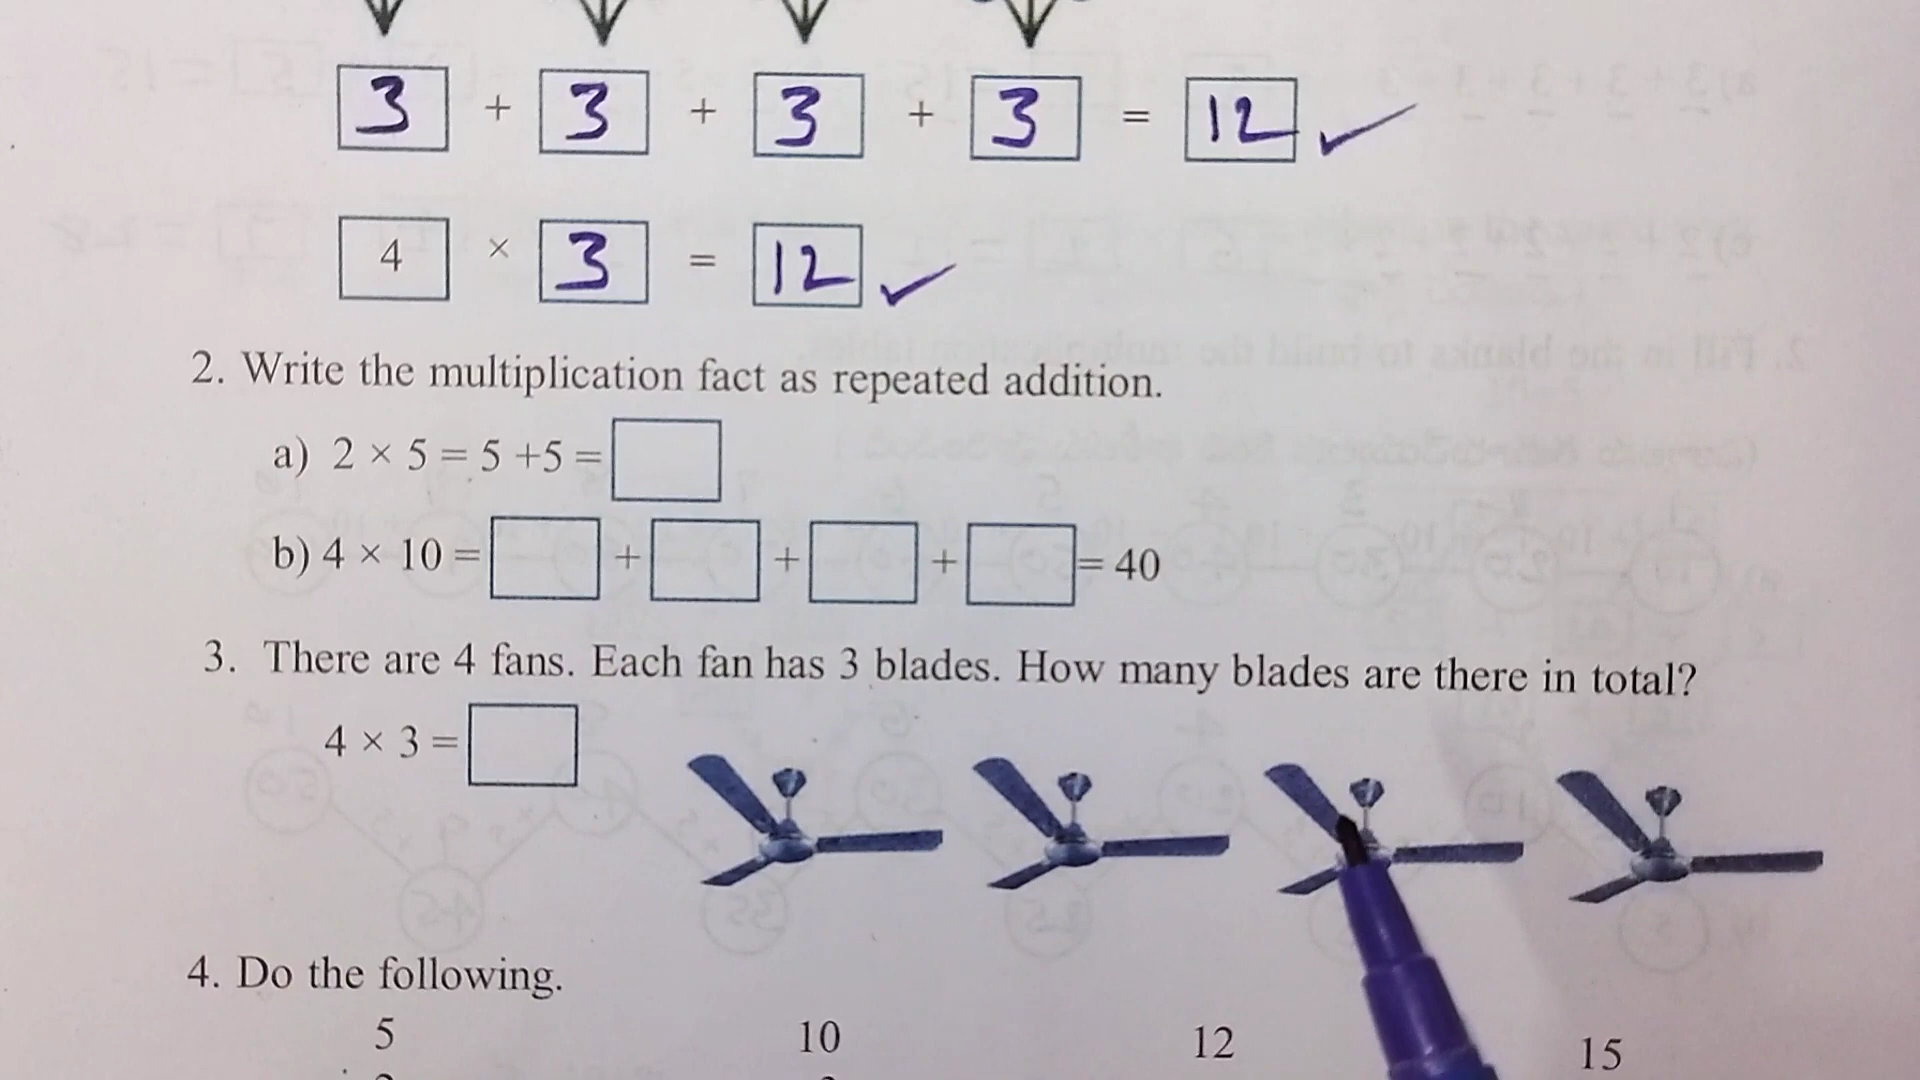 3 + 3 + 3 + 3 = 12
4 × 3 = 12
2. Write the multiplication fact as repeated addition.
a) 2 × 5 = 5 +5 =
b) 4 × 10 = + + + = 40
3. There are 4 fans. Each fan has 3 blades. How many blades are there in total?
4 × 3 =
4. Do the following.
5 10 12 15